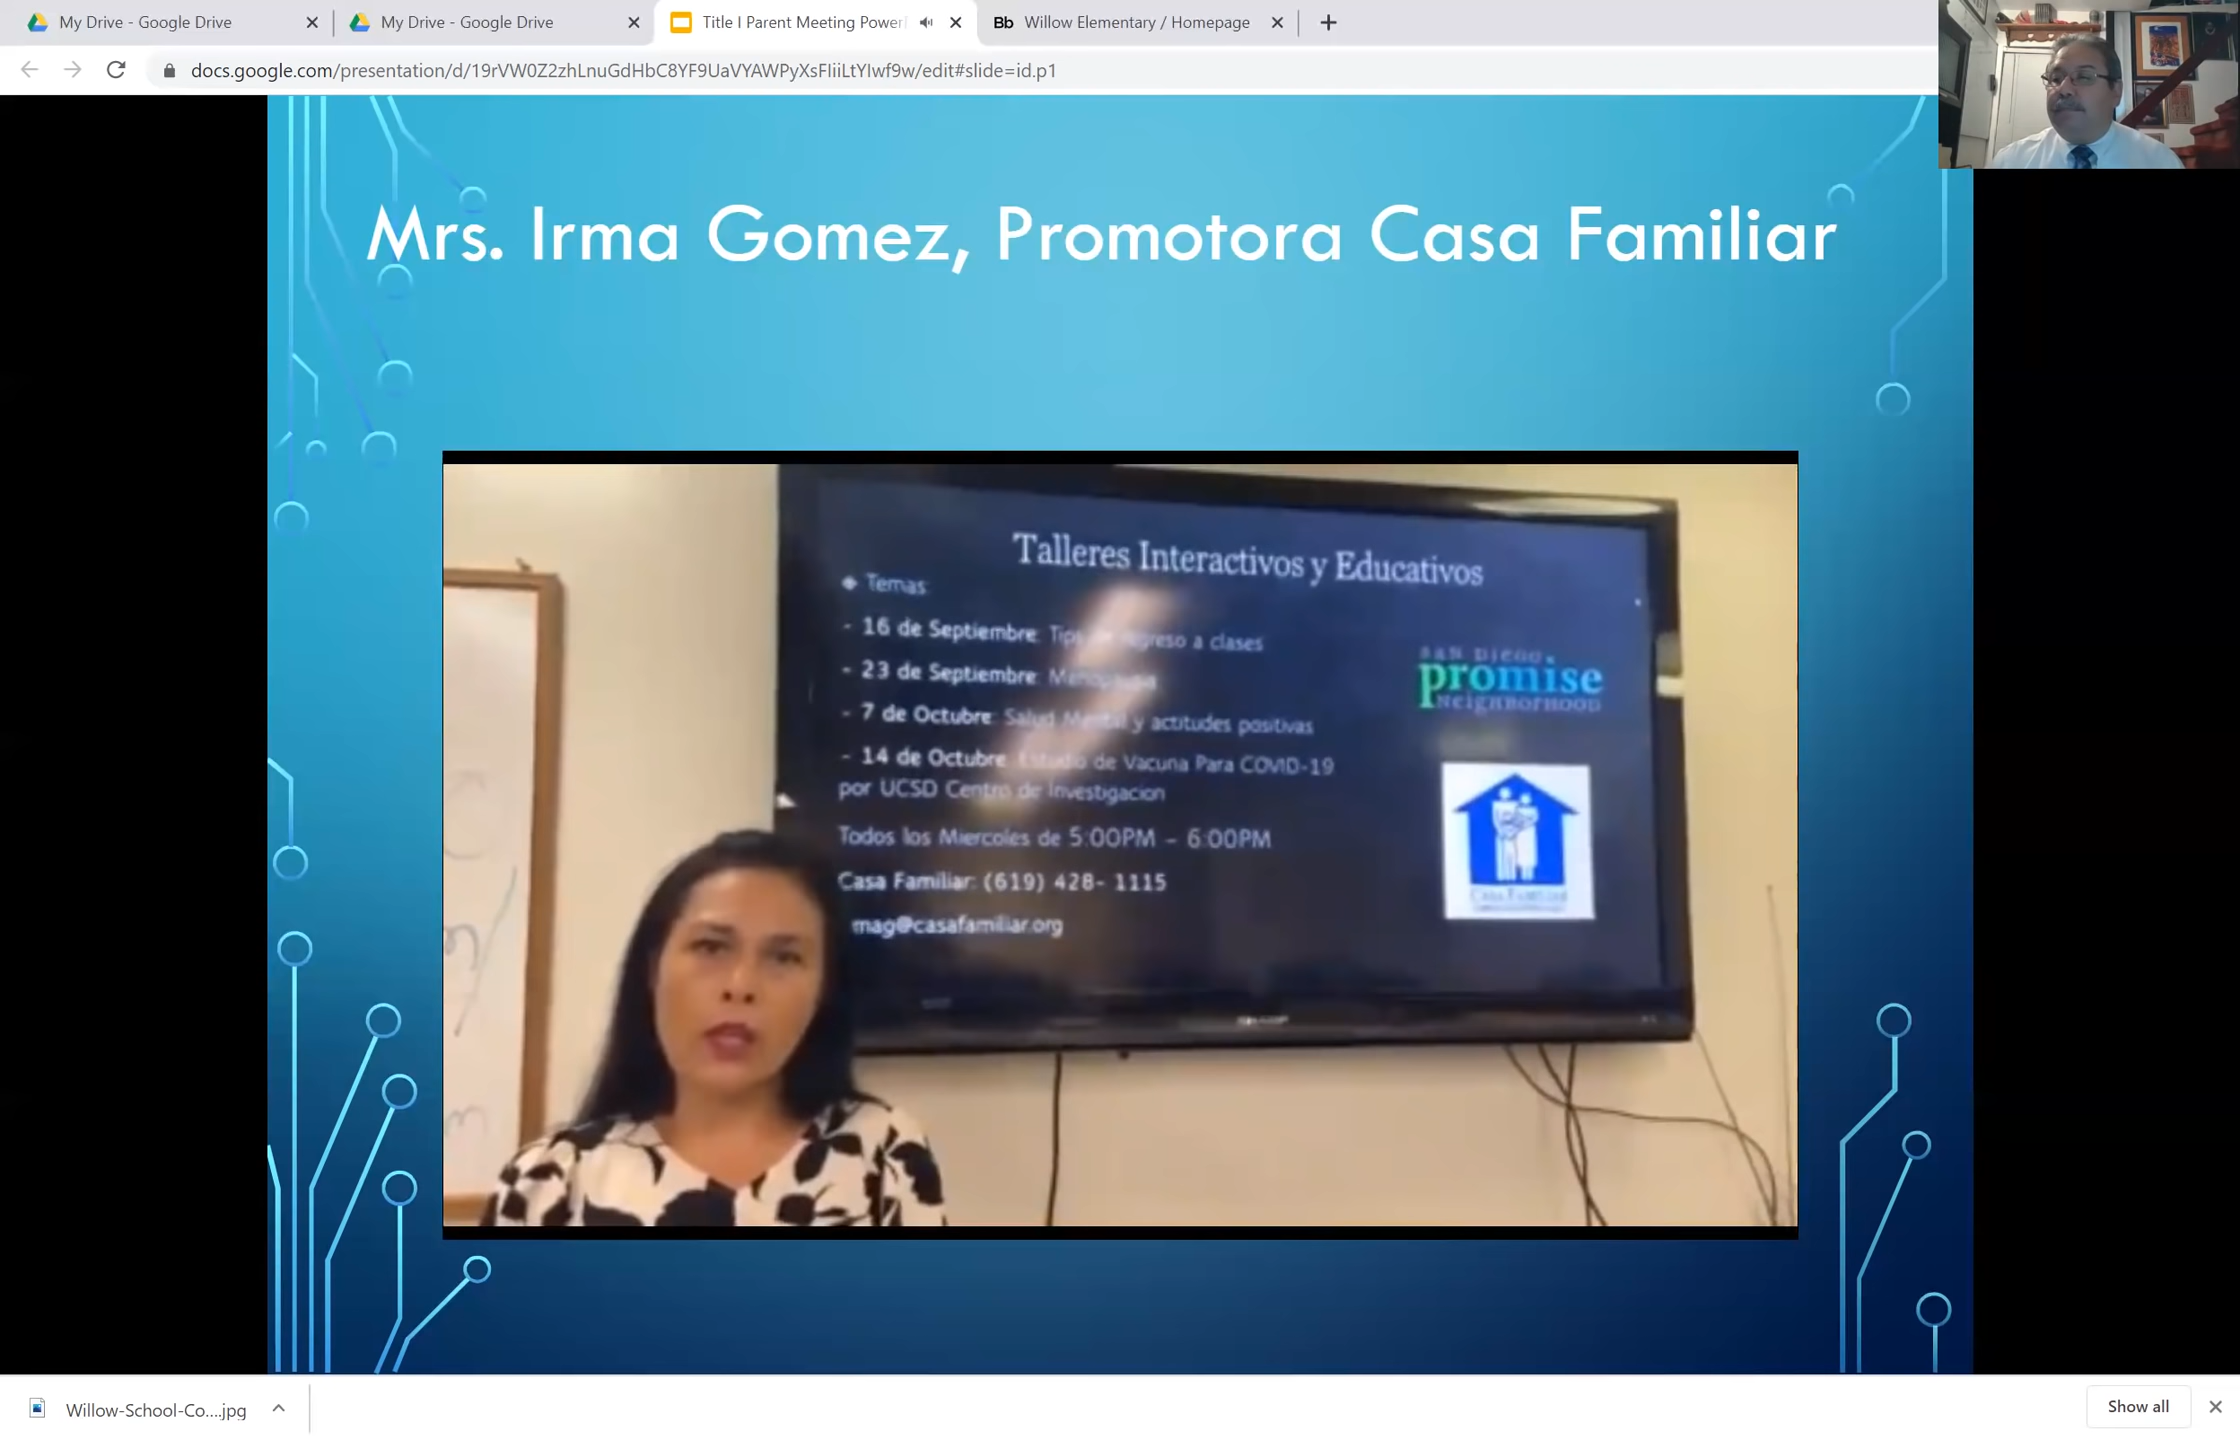 My Drive - Google Drive
My Drive - Google Drive
Title I Parent Meeting Power
Bb Willow Elementary / Homepage
docs.google.com/presentation/d/19rVW0Z2zhLnuGdHbC8YF9UaVYAWPyXsFIiiLtYIwf9w/edit#slide=id.p1
Mrs. Irma Gomez, Promotora Casa Familiar
Talleres Interactivos y Educativos
Temas:
- 16 de Septiembre: Tips de regreso a clases
- 23 de Septiembre: Menopausia
- 7 de Octubre: Salud Mental y actitudes positivas
- 14 de Octubre: Estudio de Vacuna Para COVID-19
por UCSD Centro de Investigacion
Todos los Miercoles de 5:00PM - 6:00PM
Casa Familiar: (619) 428- 1115
mag@casafamiliar.org
SAN DIEGO
promise
NEIGHBORHOOD
CASA FAMILIAR
Willow-School-Co....jpg
Show all